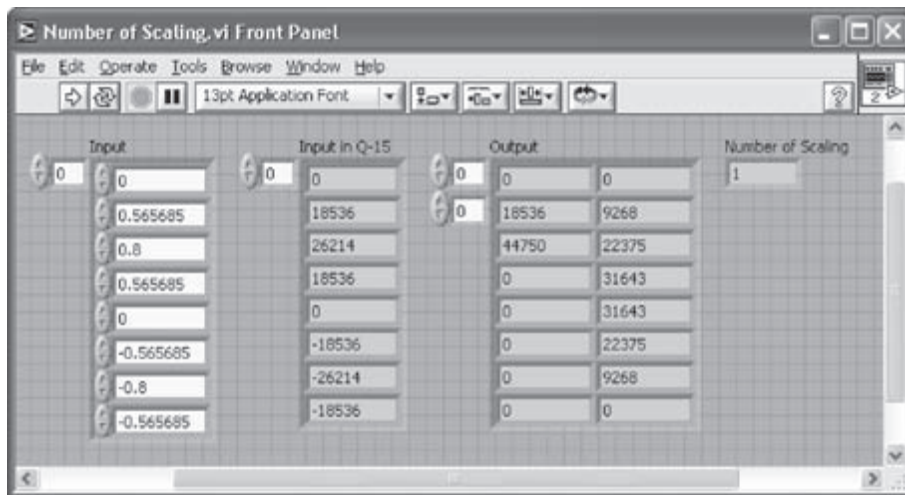 Number of Scaling.vi Front Panel
File Edit Operate Tools Browse Window Help
13pt Application Font
2
Input Input in Q-15 Output Number of Scaling
0 0 0 0 0 0 0 1
0.565685 18536 0 18536 9268
0.8 26214 44750 22375
0.565685 18536 0 31643
0 0 0 31643
-0.565685 -18536 0 22375
-0.8 -26214 0 9268
-0.565685 -18536 0 0